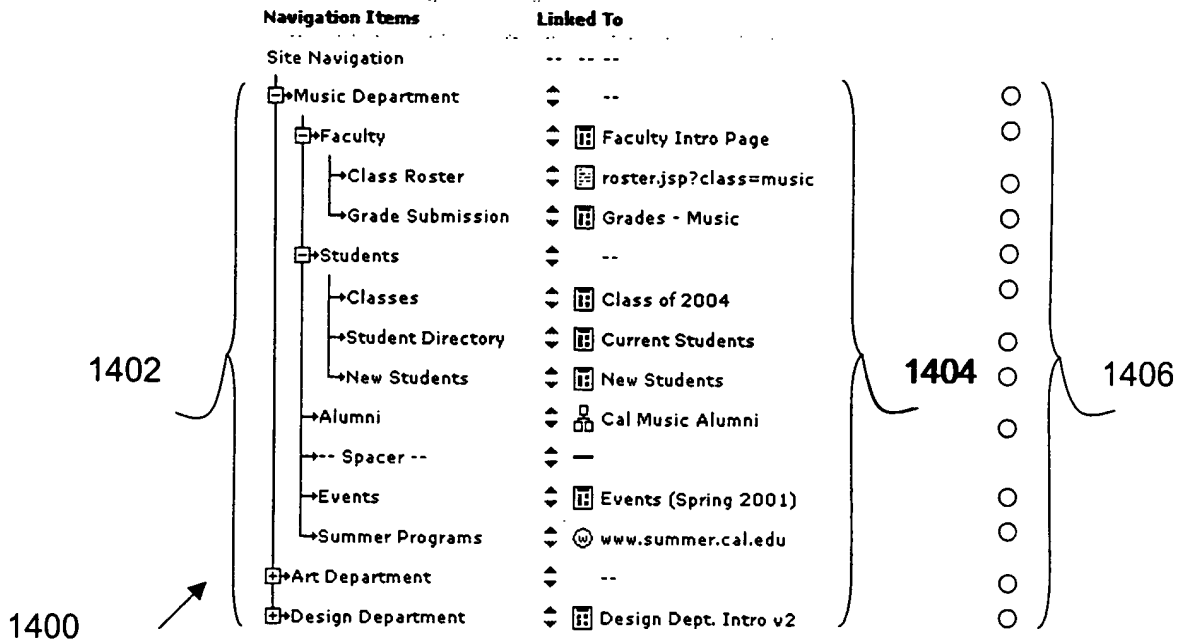 Navigation Items Linked To
Site Navigation -- -- --
Music Department --
Faculty Faculty Intro Page
Class Roster roster.jsp?class=music
Grade Submission Grades - Music
Students --
Classes Class of 2004
Student Directory Current Students
1402 New Students New Students 1404 1406
Alumni Cal Music Alumni
-- Spacer -- —
Events Events (Spring 2001)
Summer Programs w www.summer.cal.edu
Art Department --
Design Department Design Dept. Intro v2
1400